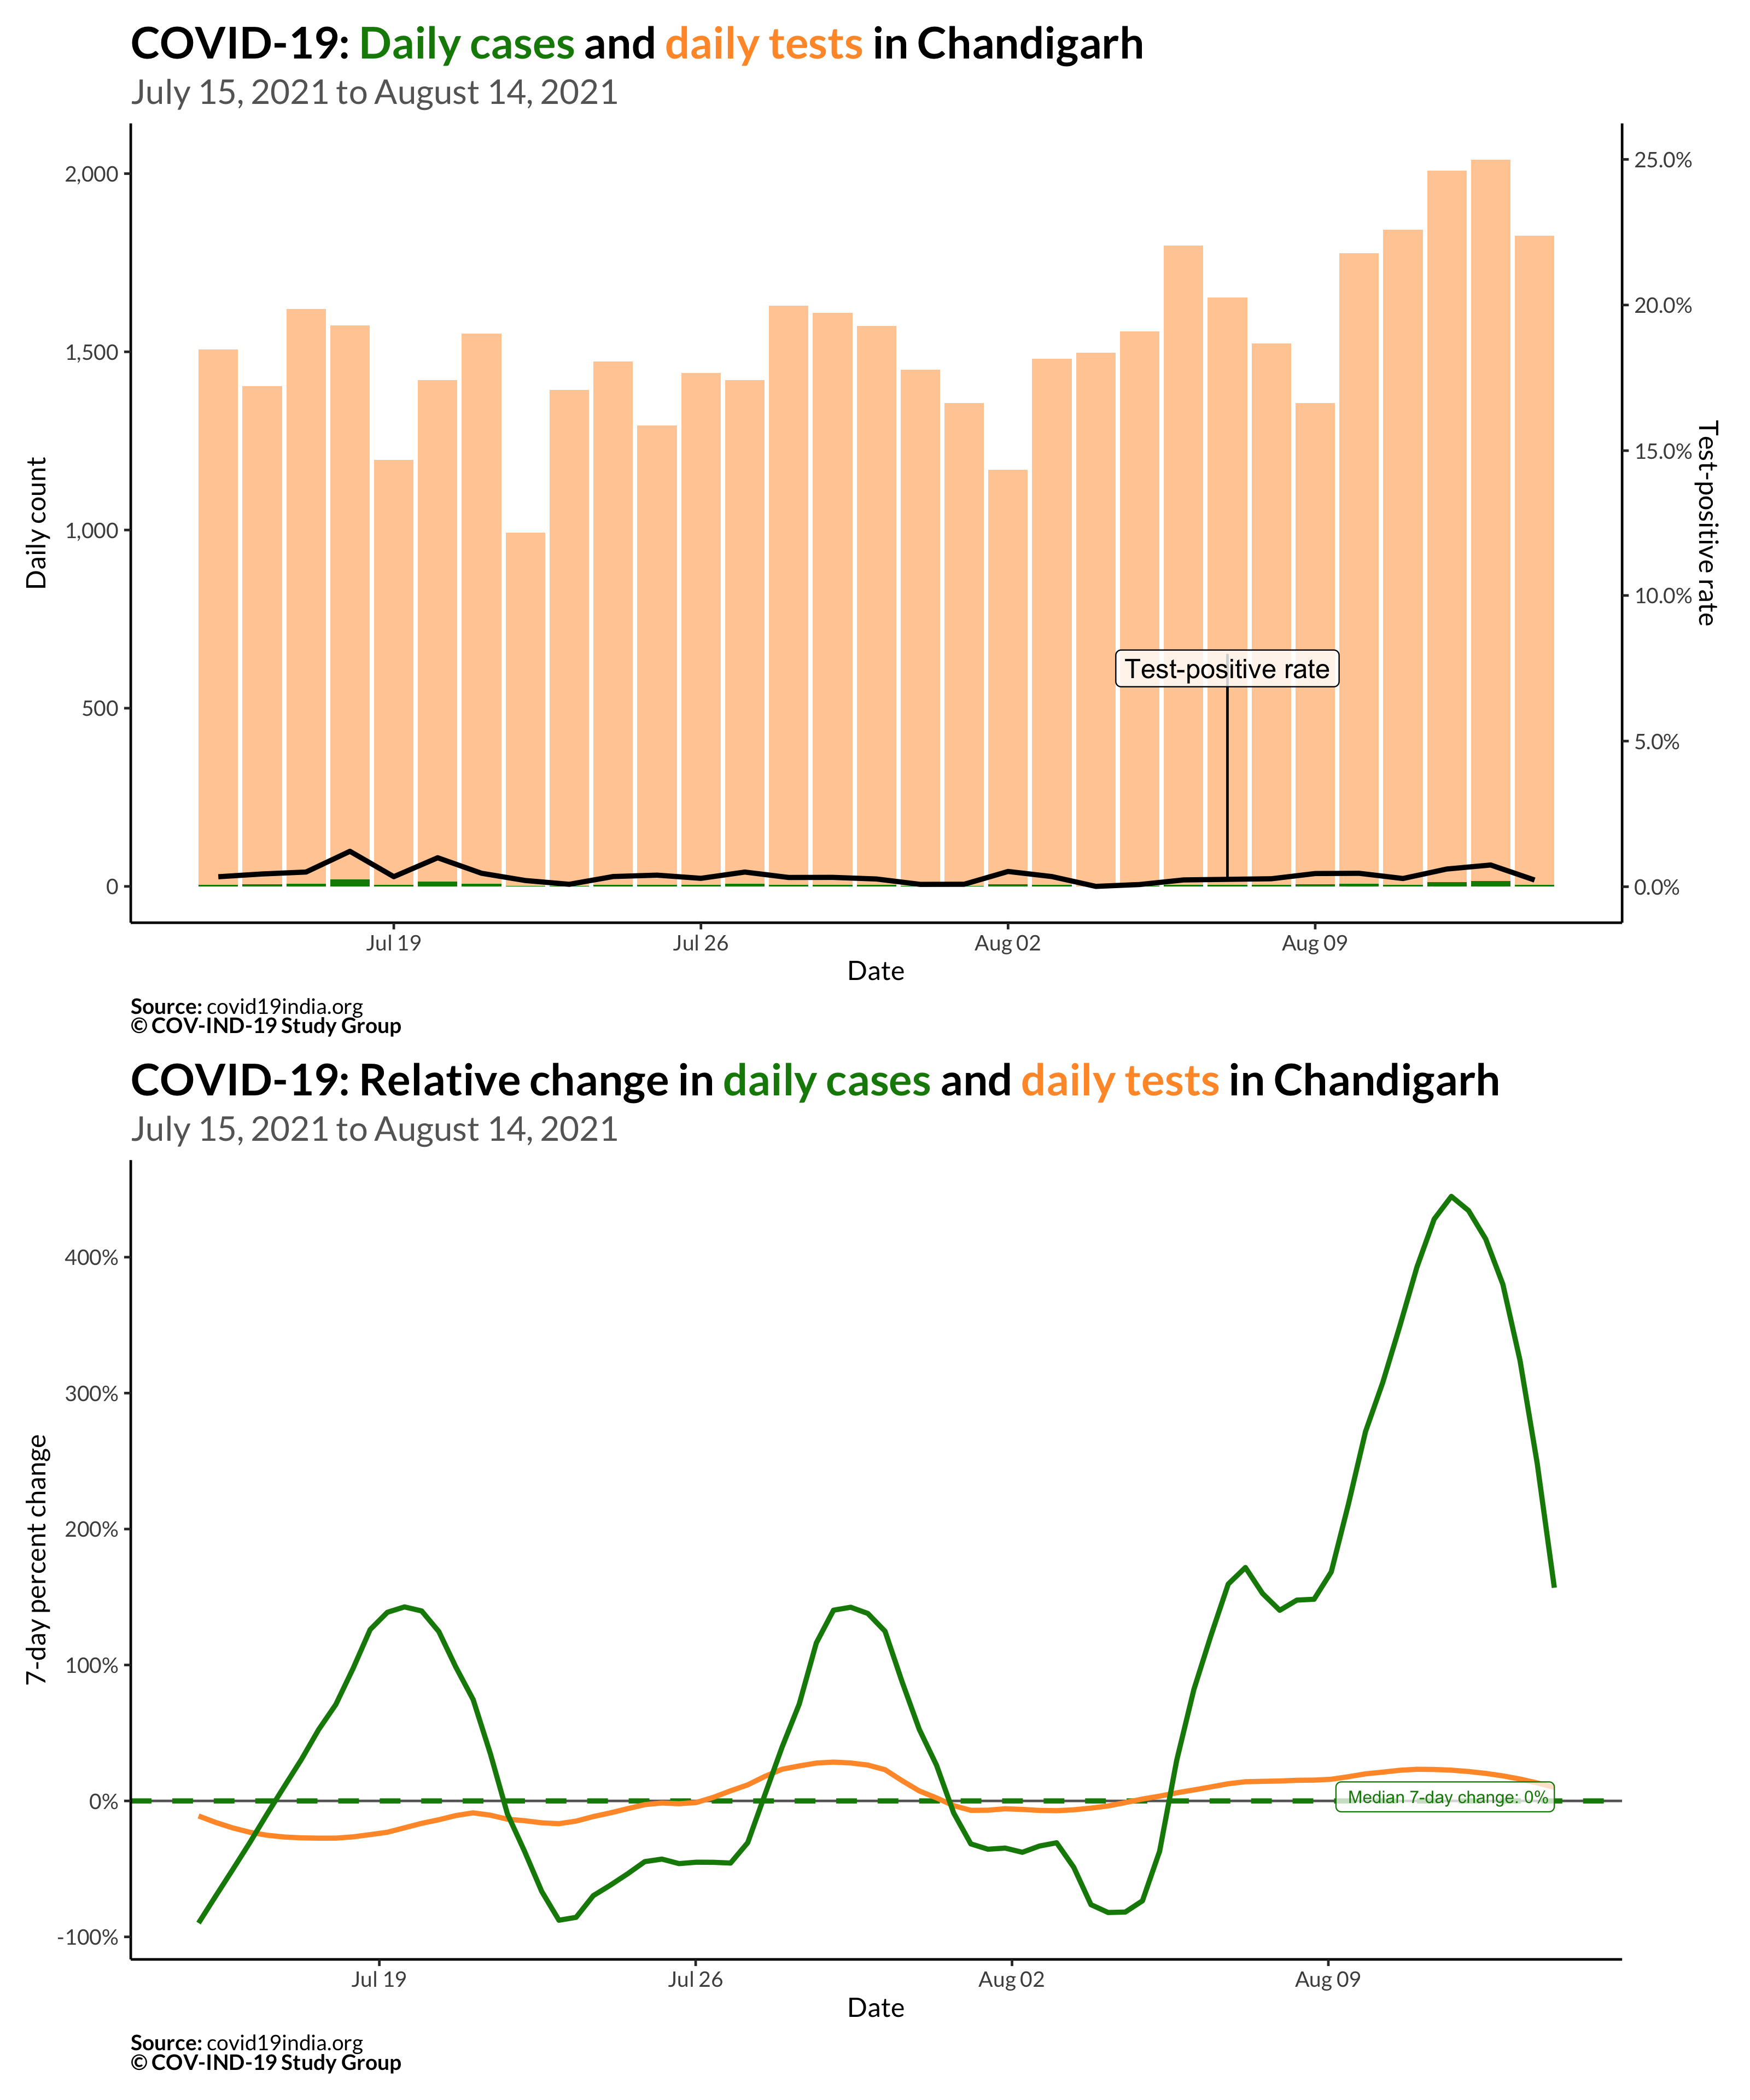 COVID-19: Daily cases and daily tests in Chandigarh
July 15, 2021 to August 14, 2021
2,000
1,500
1,000
500
0
Daily count
25.0%
20.0%
15.0%
10.0%
5.0%
0.0%
Test-positive rate
Test-positive rate
Jul 19
Jul 26
Aug 02
Aug 09
Date
Source: covid19india.org
© COV-IND-19 Study Group
COVID-19: Relative change in daily cases and daily tests in Chandigarh
July 15, 2021 to August 14, 2021
400%
300%
200%
100%
0%
-100%
7-day percent change
Median 7-day change: 0%
Jul 19
Jul 26
Aug 02
Aug 09
Date
Source: covid19india.org
© COV-IND-19 Study Group